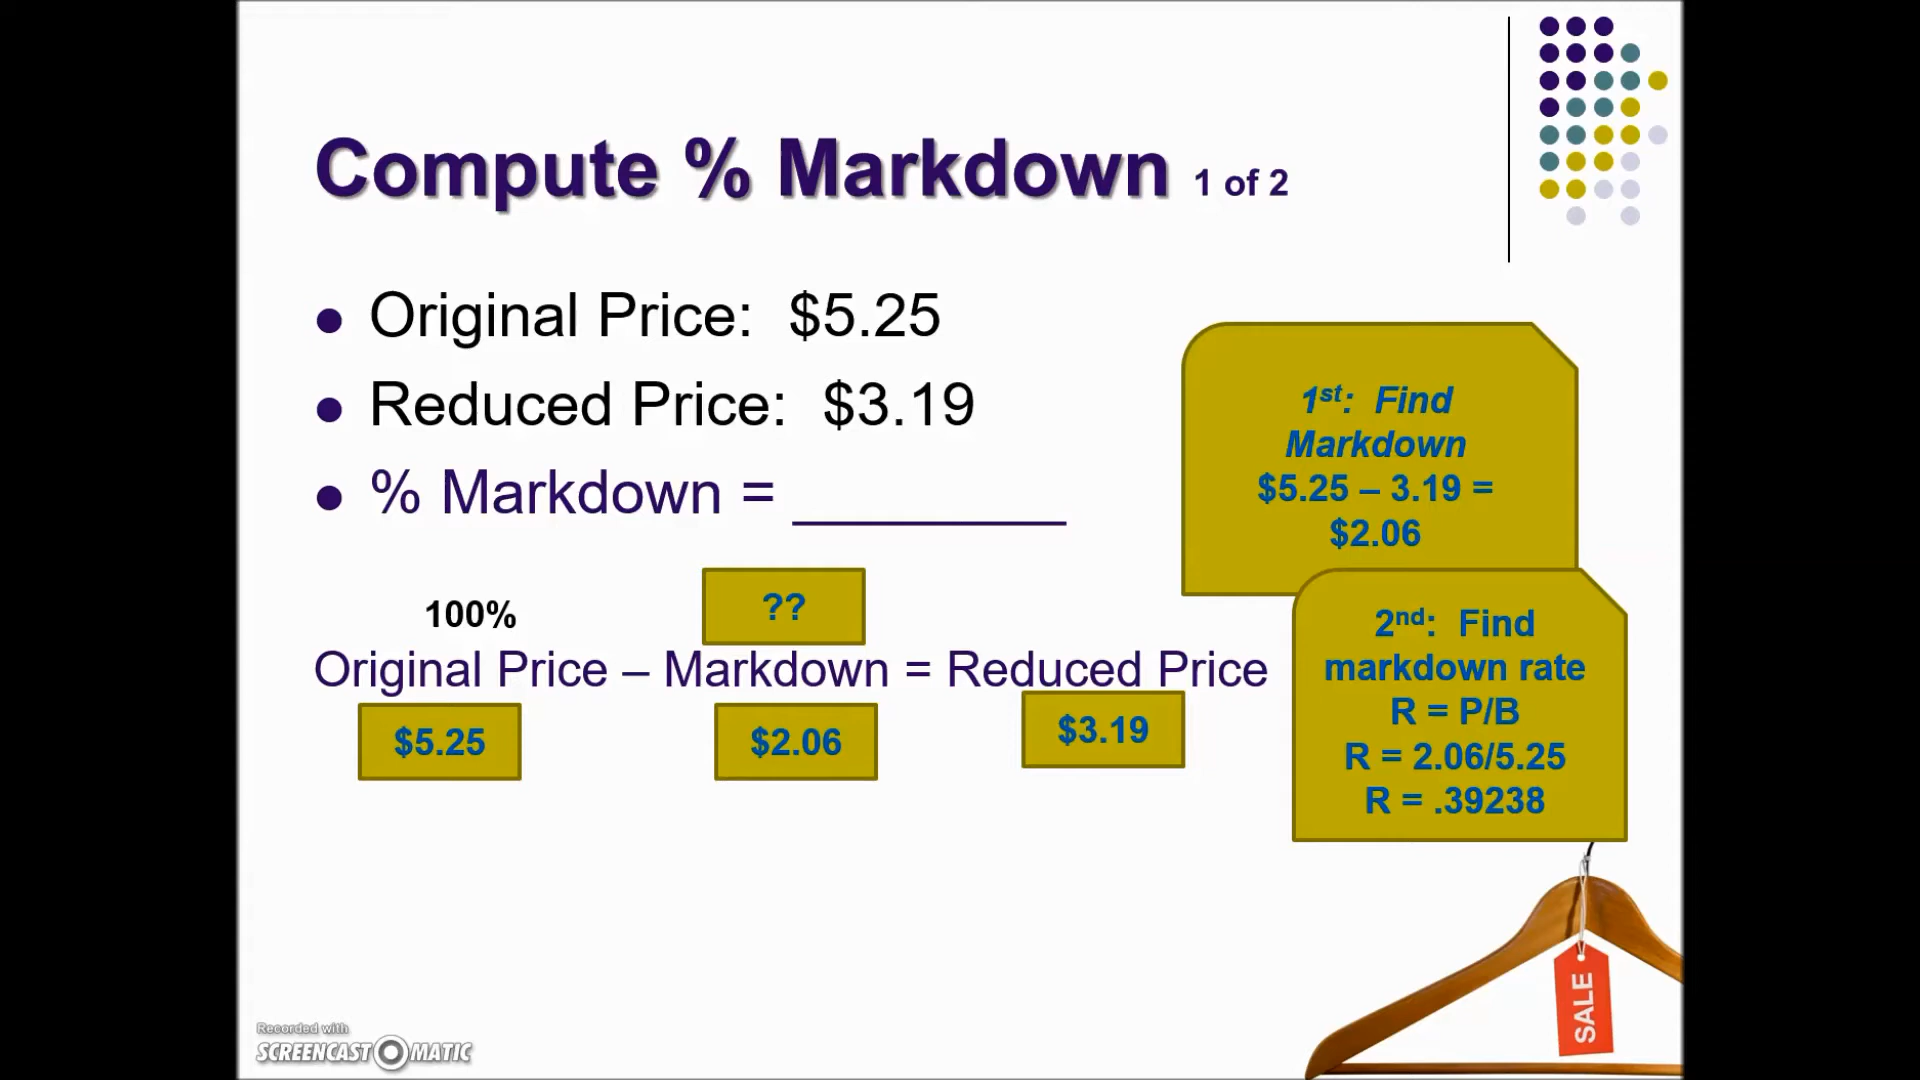 Compute % Markdown 1 of 2
Original Price: $5.25
Reduced Price: $3.19
% Markdown = ________
1st: Find
Markdown
$5.25 – 3.19 =
$2.06
100%
??
Original Price – Markdown = Reduced Price
$5.25
$2.06
$3.19
2nd: Find
markdown rate
R = P/B
R = 2.06/5.25
R = .39238
SALE
Recorded with
SCREENCAST O MATIC